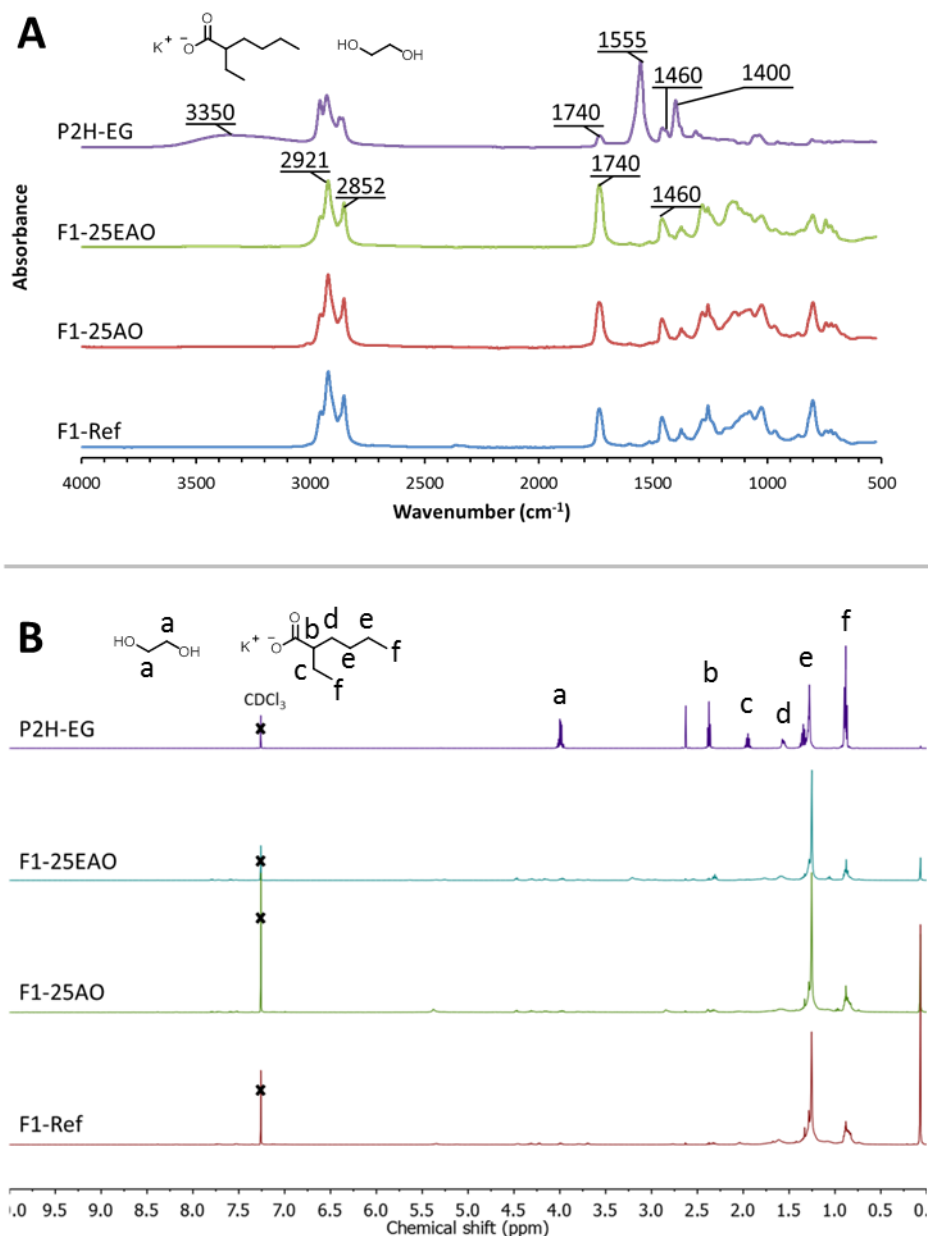 A
O
K⁺ ⁻O
HO
OH
1555
1460
1400
1740
3350
P2H-EG
2921
2852
1740
1460
F1-25EAO
F1-25AO
F1-Ref
Absorbance
4000 3500 3000 2500 2000 1500 1000 500
Wavenumber (cm⁻¹)
B
a
HO
OH
a
O
K⁺ ⁻O
b d e
e f
c f
CDCl₃
a b c d e f
P2H-EG
x
F1-25EAO
x
F1-25AO
x
F1-Ref
x
.0 9.5 9.0 8.5 8.0 7.5 7.0 6.5 6.0 5.5 5.0 4.5 4.0 3.5 3.0 2.5 2.0 1.5 1.0 0.5 0.
Chemical shift (ppm)